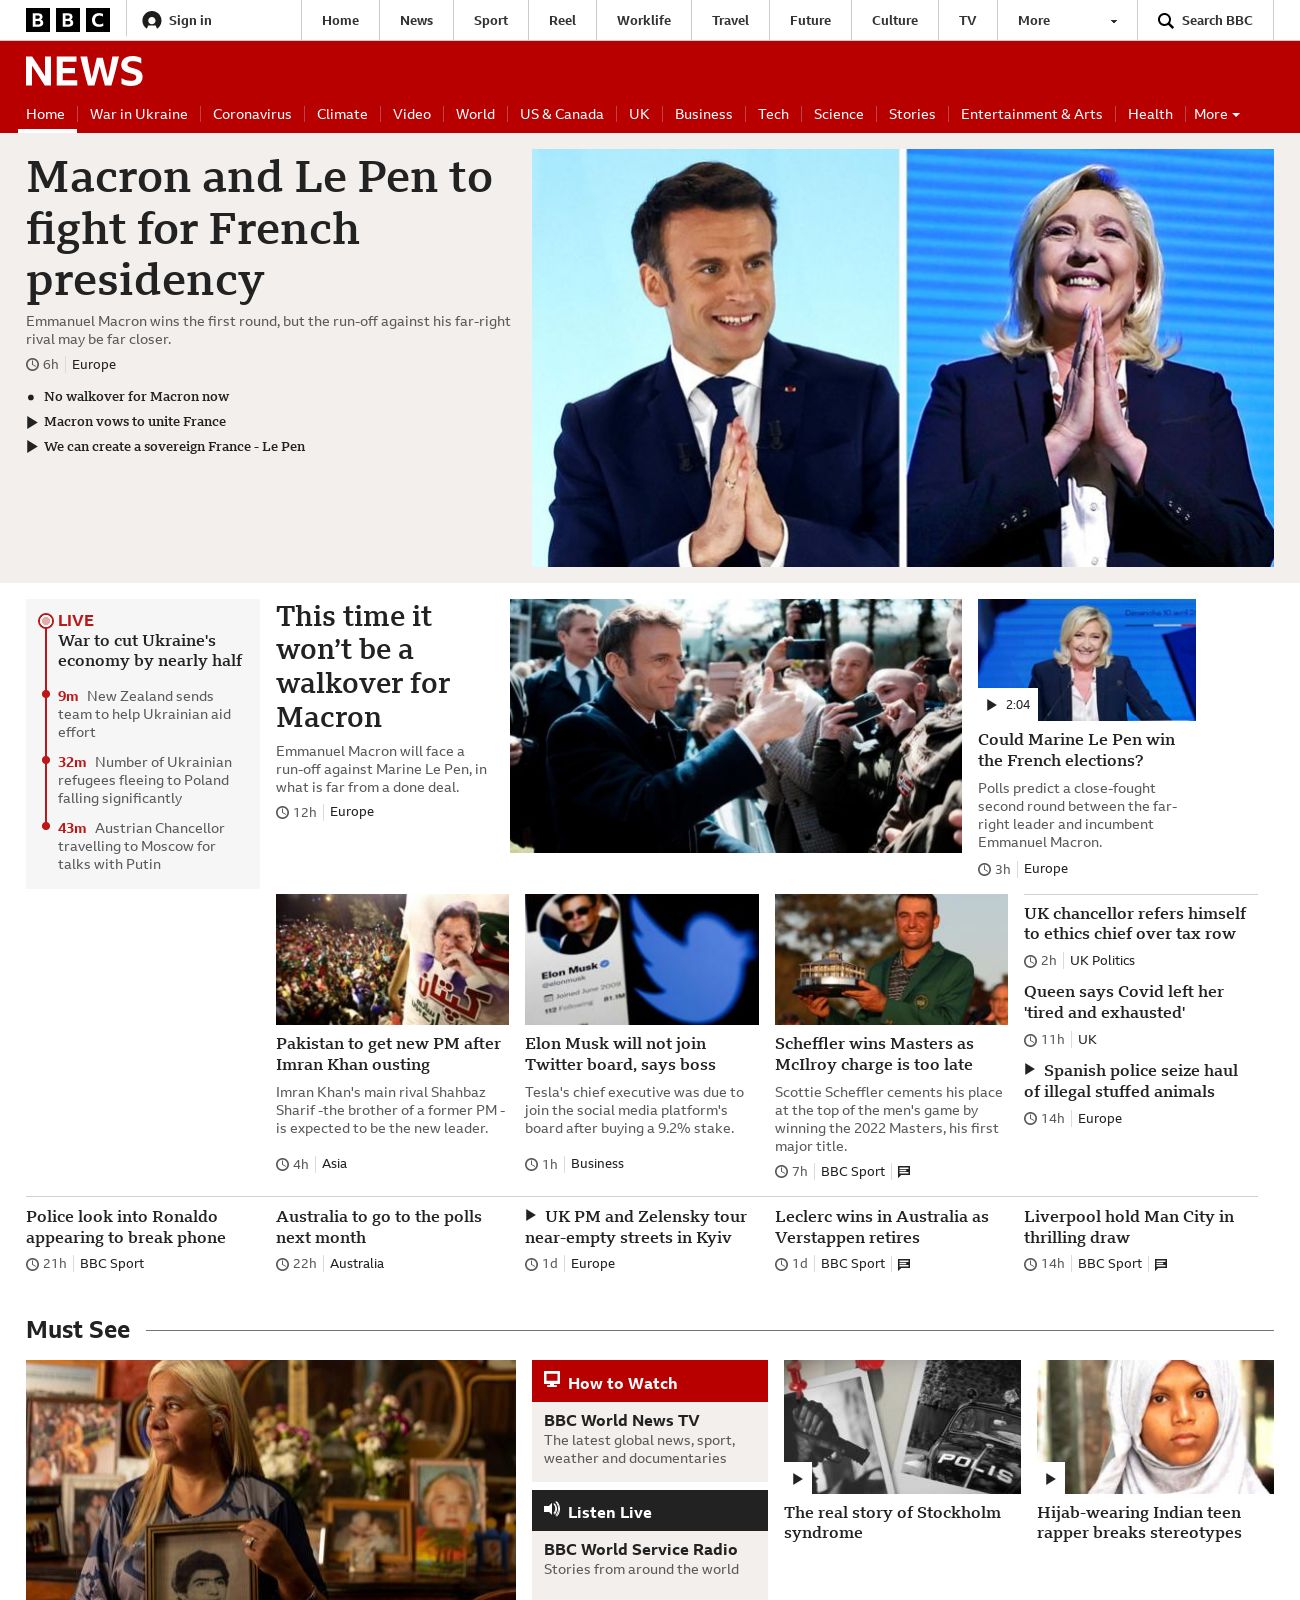 BBC
Sign in
Home
News
Sport
Reel
Worklife
Travel
Future
Culture
TV
More
Search BBC
NEWS
Home
War in Ukraine
Coronavirus
Climate
Video
World
US & Canada
UK
Business
Tech
Science
Stories
Entertainment & Arts
Health
More
Macron and Le Pen to
fight for French
presidency
Emmanuel Macron wins the first round, but the run-off against his far-right
rival may be far closer.
6h
Europe
No walkover for Macron now
Macron vows to unite France
We can create a sovereign France - Le Pen
LIVE
War to cut Ukraine's
economy by nearly half
9m New Zealand sends
team to help Ukrainian aid
effort
32m Number of Ukrainian
refugees fleeing to Poland
falling significantly
43m Austrian Chancellor
travelling to Moscow for
talks with Putin
This time it
won’t be a
walkover for
Macron
Emmanuel Macron will face a
run-off against Marine Le Pen, in
what is far from a done deal.
12h
Europe
2:04
Could Marine Le Pen win
the French elections?
Polls predict a close-fought
second round between the far-
right leader and incumbent
Emmanuel Macron.
3h
Europe
Pakistan to get new PM after
Imran Khan ousting
Imran Khan's main rival Shahbaz
Sharif -the brother of a former PM -
is expected to be the new leader.
4h
Asia
Elon Musk
@elonmusk
Joined June 2009
112 Following
81.1M
Elon Musk will not join
Twitter board, says boss
Tesla's chief executive was due to
join the social media platform's
board after buying a 9.2% stake.
1h
Business
Scheffler wins Masters as
McIlroy charge is too late
Scottie Scheffler cements his place
at the top of the men's game by
winning the 2022 Masters, his first
major title.
7h
BBC Sport
UK chancellor refers himself
to ethics chief over tax row
2h
UK Politics
Queen says Covid left her
'tired and exhausted'
11h
UK
Spanish police seize haul
of illegal stuffed animals
14h
Europe
Police look into Ronaldo
appearing to break phone
21h
BBC Sport
Australia to go to the polls
next month
22h
Australia
UK PM and Zelensky tour
near-empty streets in Kyiv
1d
Europe
Leclerc wins in Australia as
Verstappen retires
1d
BBC Sport
Liverpool hold Man City in
thrilling draw
14h
BBC Sport
Must See
How to Watch
BBC World News TV
The latest global news, sport,
weather and documentaries
Listen Live
BBC World Service Radio
Stories from around the world
POLIS
The real story of Stockholm
syndrome
Hijab-wearing Indian teen
rapper breaks stereotypes